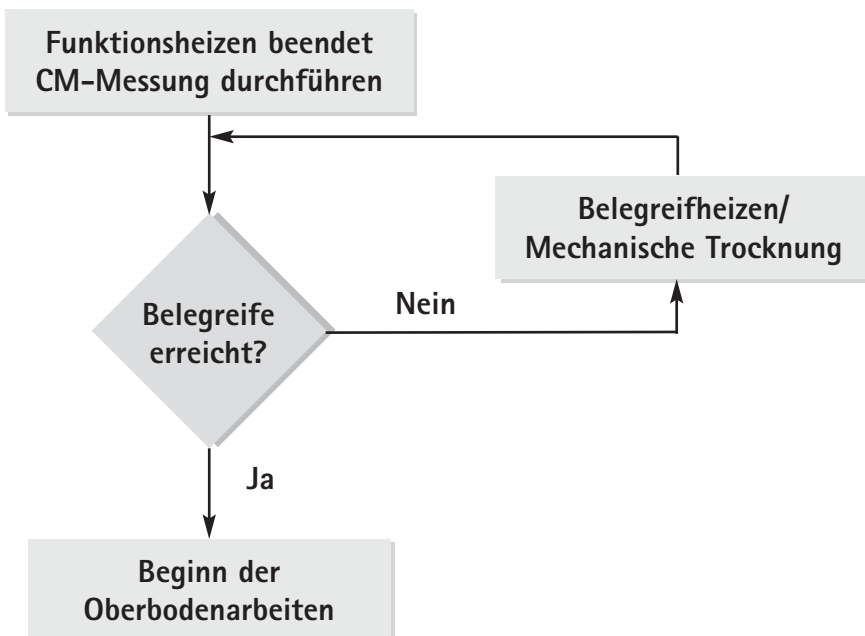 Funktionsheizen beendet
CM-Messung durchführen
Belegreifheizen/
Mechanische Trocknung
Nein
Belegreife
erreicht?
Ja
Beginn der
Oberbodenarbeiten